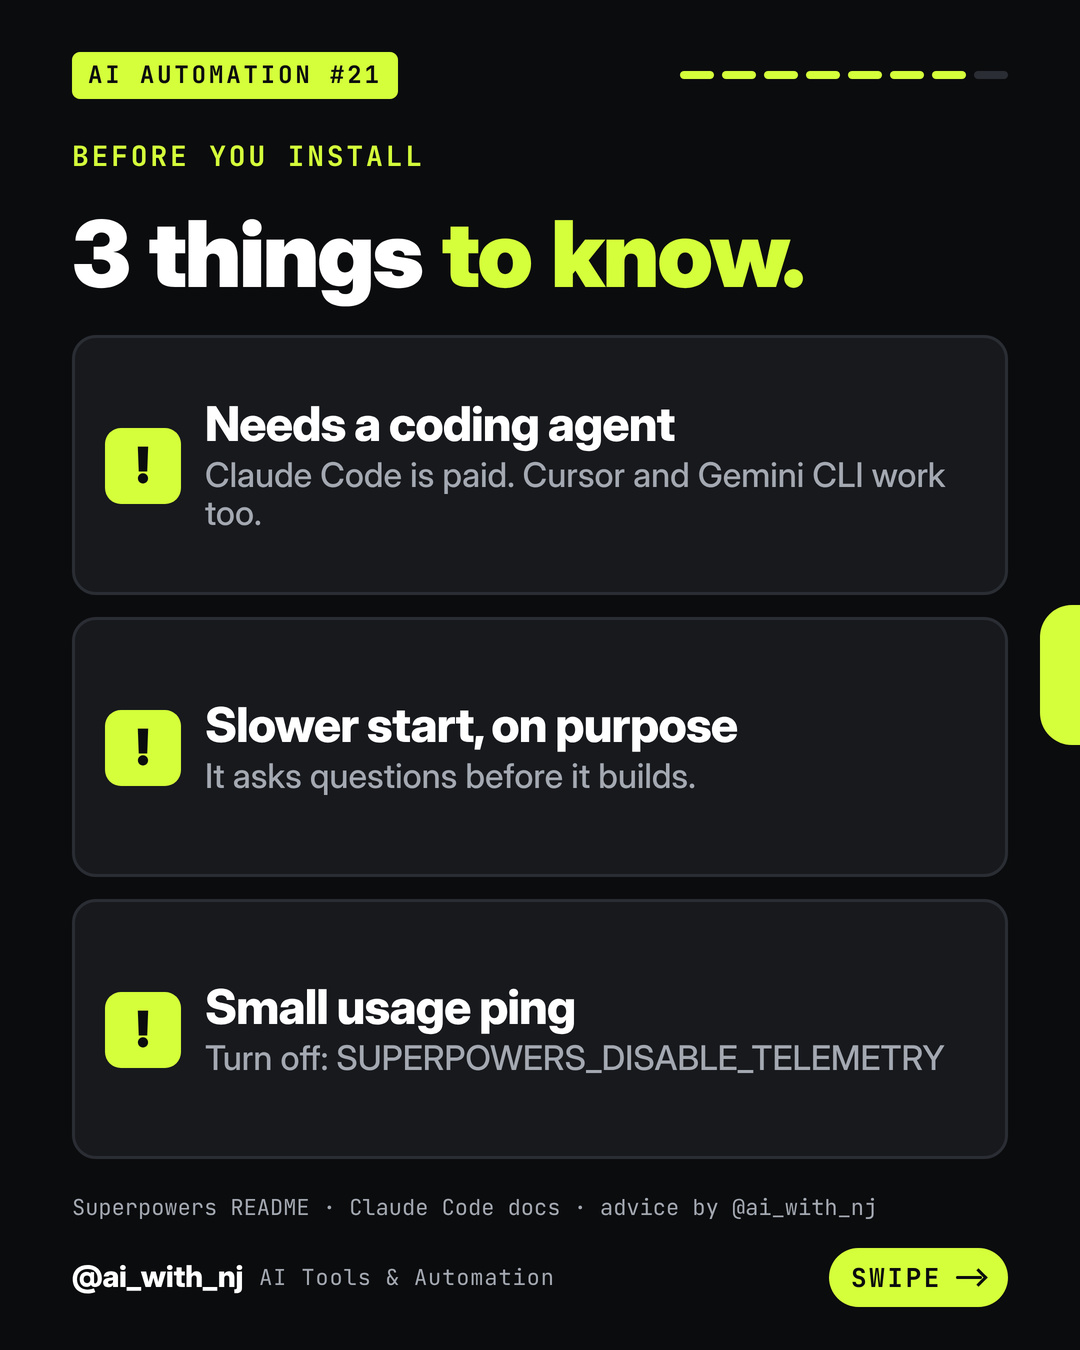 AI AUTOMATION #21
BEFORE YOU INSTALL
3 things to know.
!
Needs a coding agent
Claude Code is paid. Cursor and Gemini CLI work
too.
!
Slower start, on purpose
It asks questions before it builds.
!
Small usage ping
Turn off: SUPERPOWERS_DISABLE_TELEMETRY
Superpowers README · Claude Code docs · advice by @ai_with_nj
@ai_with_nj AI Tools & Automation
SWIPE →